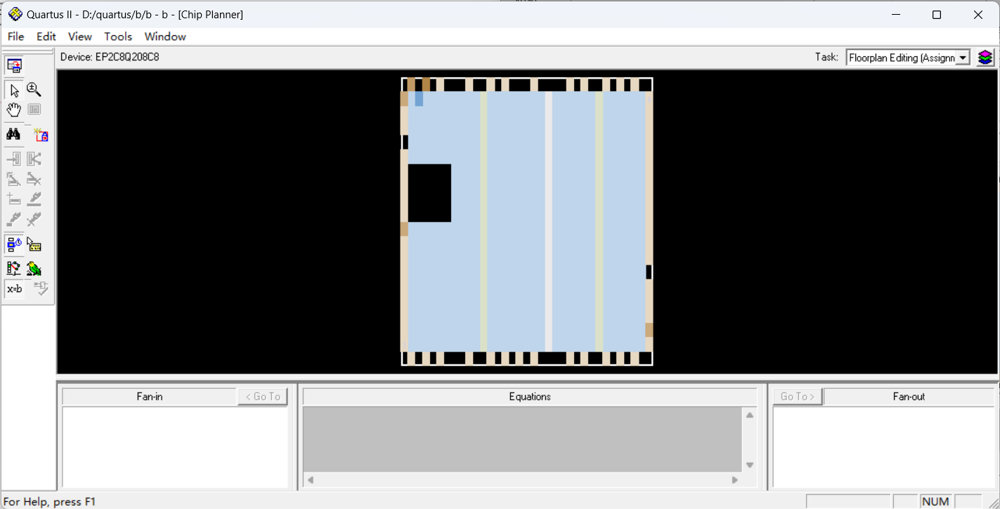 Quartus II - D:/quartus/b/b - b - [Chip Planner]
File Edit View Tools Window
Device: EP2C8Q208C8
Task: Floorplan Editing (Assignn
x=b
Fan-in
< Go To
Equations
Go To >
Fan-out
For Help, press F1
NUM